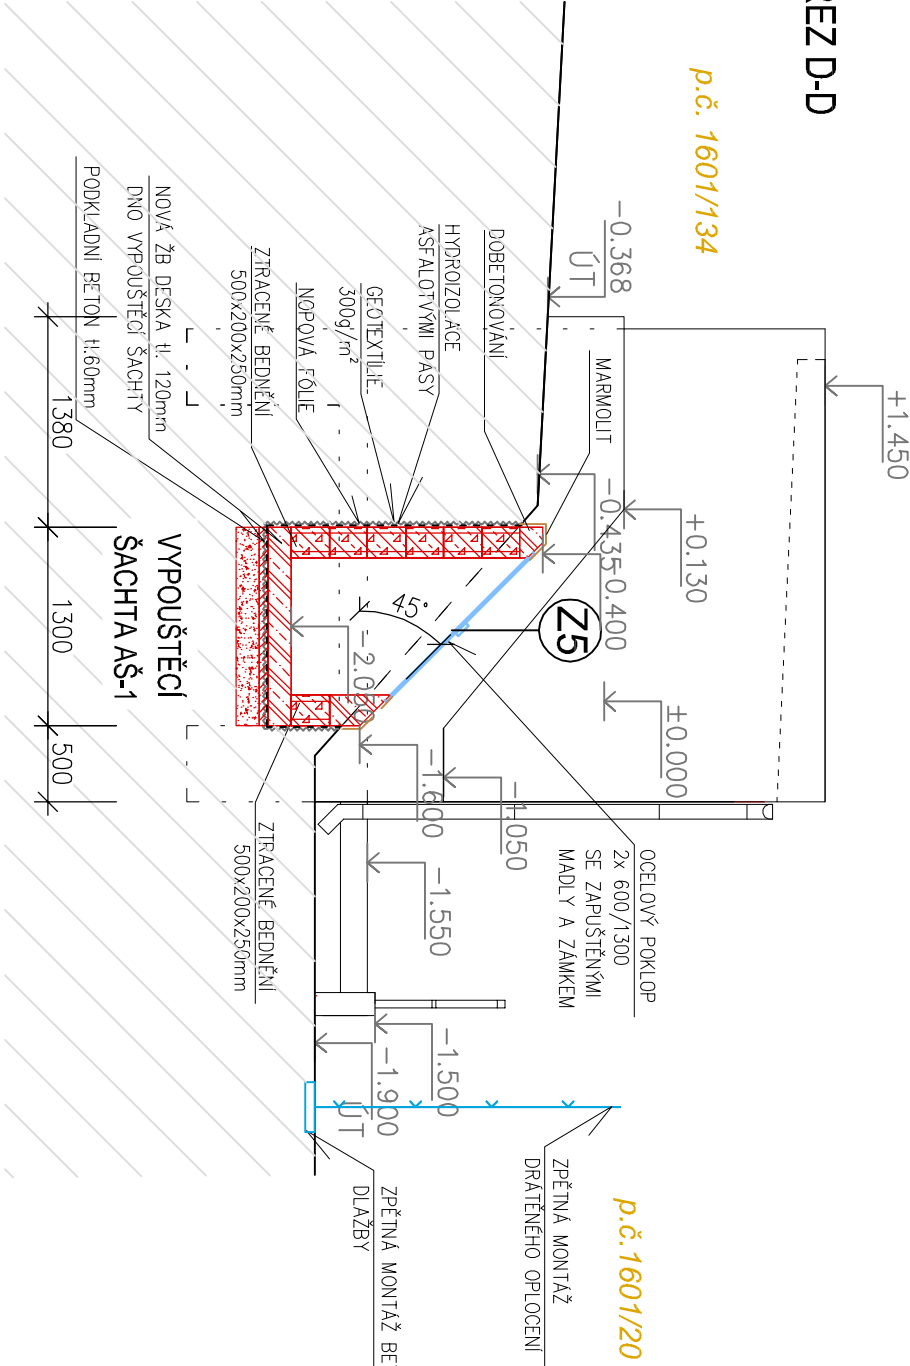 ŘEZ D-D
p.č. 1601/134
-0.368
ÚT
+1.450
DOBETONOVÁNÍ
HYDROIZOLACE
ASFALOTVÝMI PÁSY
GEOTEXTÍLIE
300g/m²
NOPOVÁ FÓLIE
ZTRACENÉ BEDNĚNÍ
500x200x250mm
NOVÁ ŽB DESKA tl. 120mm
DNO VYPOUŠTĚCÍ ŠACHTY
PODKLADNÍ BETON tl.60mm
MARMOLIT
-0.435
-0.400
+0.130
±0.000
Z5
45°
-2.050
-1.600
-1.050
-1.550
-1.500
-1.900
ÚT
1380
1300
500
VYPOUŠTĚCÍ
ŠACHTA AŠ-1
ZTRACENÉ BEDNĚNÍ
500x200x250mm
OCELOVÝ POKLOP
2x 600/1300
SE ZAPUŠTĚNÝMI
MADLY A ZÁMKEM
ZPĚTNÁ MONTÁŽ
DRÁTĚNÉHO OPLOCENÍ
ZPĚTNÁ MONTÁŽ BE
DLAŽBY
p.č.1601/20